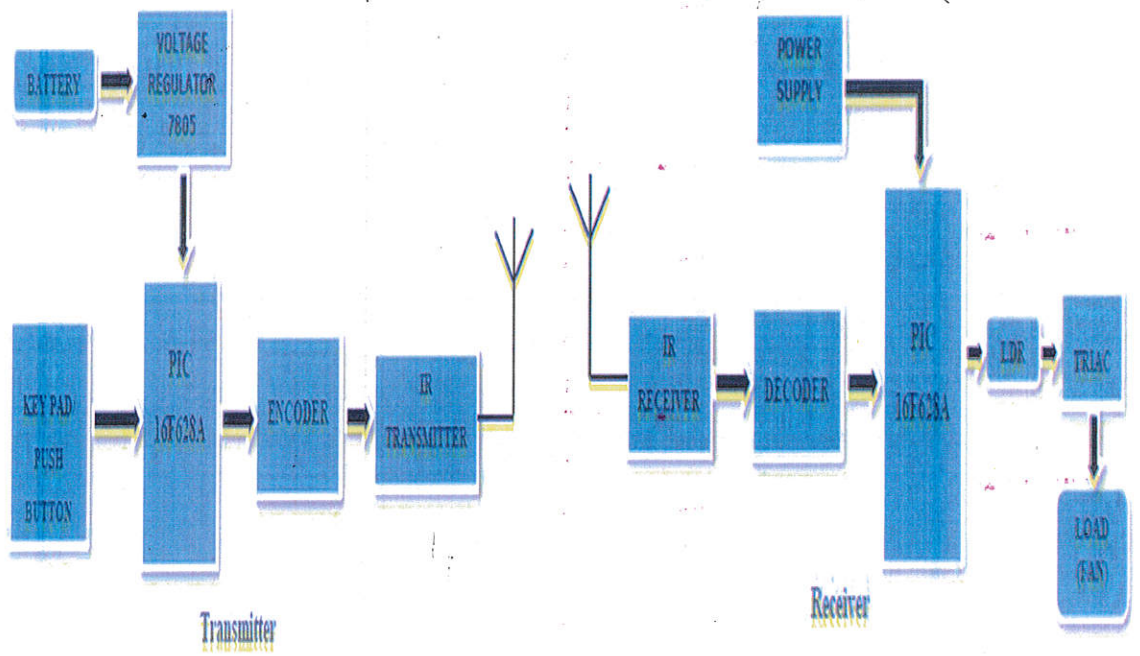 BATTERY
VOLTAGE
REGULATOR
7805
KEY PAD
PUSH
BUTTON
PIC
16F628A
ENCODER
IR
TRANSMITTER
Transmitter
POWER
SUPPLY
IR
RECEIVER
DECODER
PIC
16F628A
LDR
TRIAC
LOAD
(FAN)
Receiver